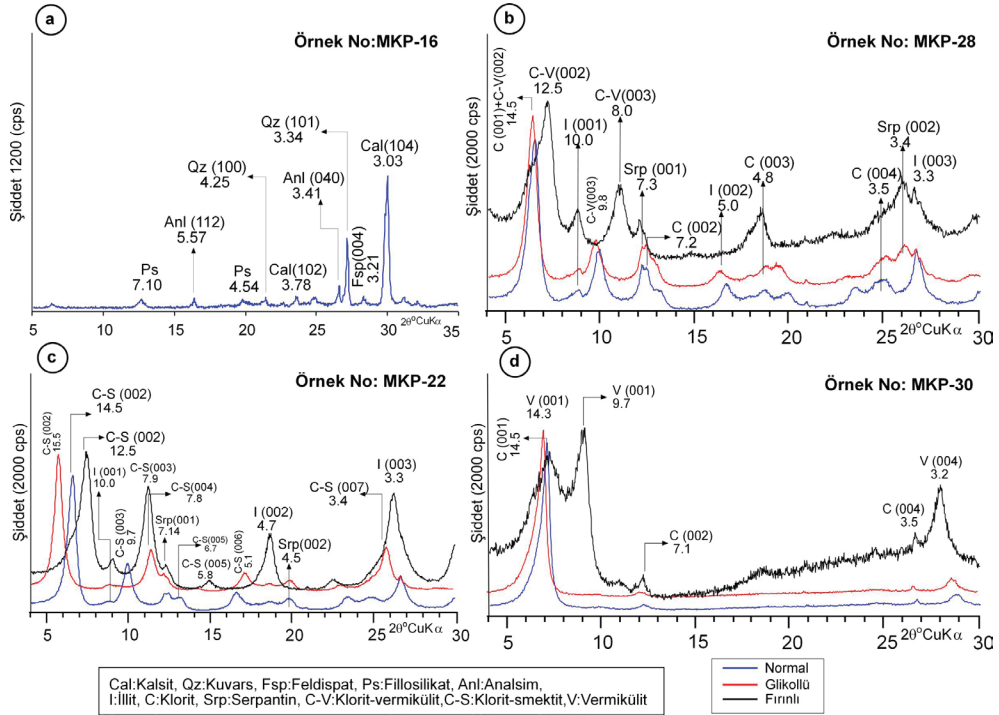 a
Örnek No:MKP-16
Şiddet 1200 (cps)
Cal(104)
3.03
Qz (101)
3.34
Qz (100)
4.25
Anl (040)
3.41
Anl (112)
5.57
Fsp(004)
3.21
Ps
7.10
Ps
4.54
Cal(102)
3.78
5 10 15 20 25 30 35
2θ°CuKα
b
Örnek No: MKP-28
Şiddet (2000 cps)
C (001)+C-V(002)
14.5
C-V(002)
12.5
I (001)
10.0
C-V(003)
8.0
C-V(003)
9.8
Srp (001)
7.3
C (002)
7.2
I (002)
5.0
C (003)
4.8
C (004)
3.5
Srp (002)
3.4
I (003)
3.3
5 10 15 20 25 30
2θ°CuKα
c
Örnek No: MKP-22
Şiddet (2000 cps)
C-S (002)
15.5
C-S (002)
14.5
C-S (002)
12.5
I (001)
10.0
C-S (003)
9.7
C-S(003)
7.9
C-S(004)
7.8
Srp(001)
7.14
C-S(005)
6.7
C-S (005)
5.8
C-S (006)
5.1
I (002)
4.7
Srp(002)
4.5
C-S (007)
3.4
I (003)
3.3
5 10 15 20 25 30
2θ°CuKα
d
Örnek No: MKP-30
Şiddet (2000 cps)
C (001)
14.5
V (001)
14.3
V (001)
9.7
C (002)
7.1
C (004)
3.5
V (004)
3.2
5 10 15 20 25 30
2θ°CuKα
Cal:Kalsit, Qz:Kuvars, Fsp:Feldispat, Ps:Fillosilikat, Anl:Analsim,
I:İllit, C:Klorit, Srp:Serpantin, C-V:Klorit-vermikülit,C-S:Klorit-smektit,V:Vermikülit
Normal
Glikollü
Fırınlı